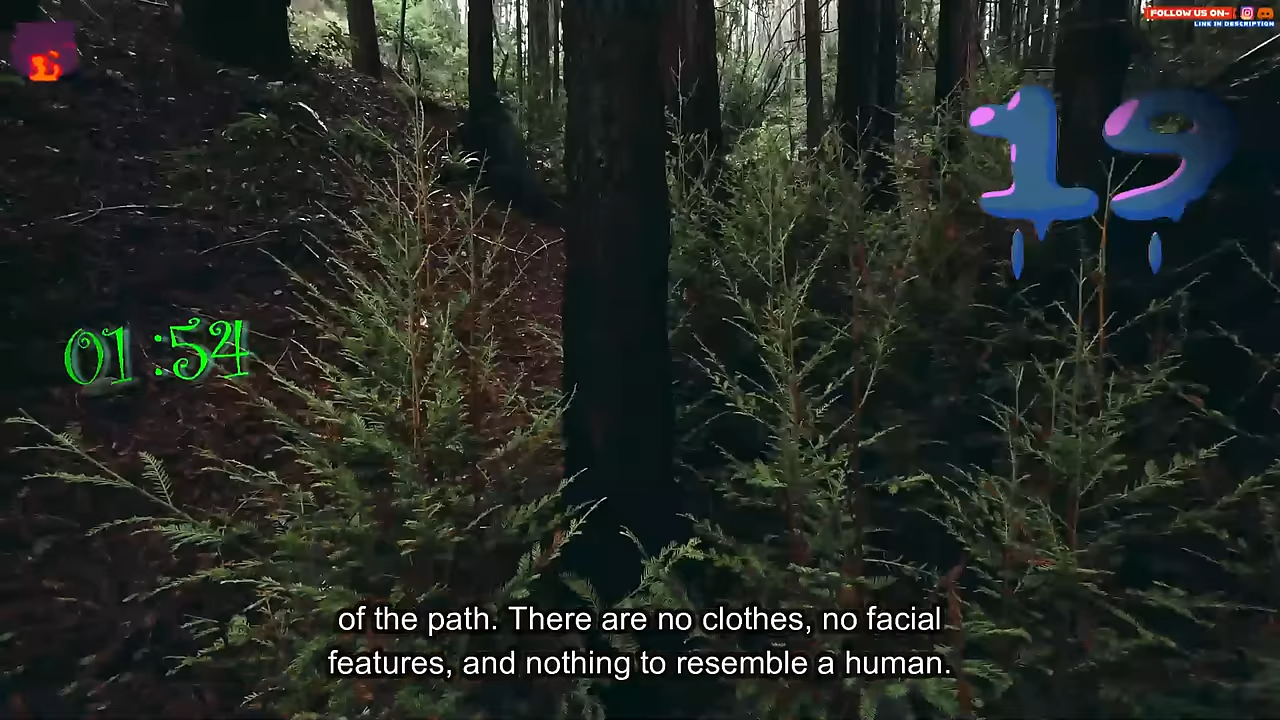 FOLLOW US ON-
LINK IN DESCRIPTION
19
01:54
of the path. There are no clothes, no facial
features, and nothing to resemble a human.